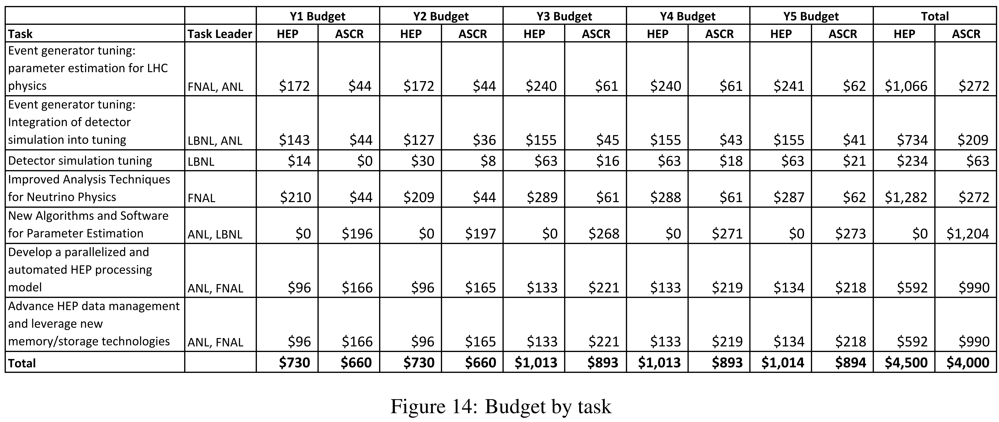 Y1 Budget Y2 Budget Y3 Budget Y4 Budget Y5 Budget Total
Task Task Leader HEP ASCR HEP ASCR HEP ASCR HEP ASCR HEP ASCR HEP ASCR
Event generator tuning:
parameter estimation for LHC
physics FNAL, ANL $172 $44 $172 $44 $240 $61 $240 $61 $241 $62 $1,066 $272
Event generator tuning:
Integration of detector
simulation into tuning LBNL, ANL $143 $44 $127 $36 $155 $45 $155 $43 $155 $41 $734 $209
Detector simulation tuning LBNL $14 $0 $30 $8 $63 $16 $63 $18 $63 $21 $234 $63
Improved Analysis Techniques
for Neutrino Physics FNAL $210 $44 $209 $44 $289 $61 $288 $61 $287 $62 $1,282 $272
New Algorithms and Software
for Parameter Estimation ANL, LBNL $0 $196 $0 $197 $0 $268 $0 $271 $0 $273 $0 $1,204
Develop a parallelized and
automated HEP processing
model ANL, FNAL $96 $166 $96 $165 $133 $221 $133 $219 $134 $218 $592 $990
Advance HEP data management
and leverage new
memory/storage technologies ANL, FNAL $96 $166 $96 $165 $133 $221 $133 $219 $134 $218 $592 $990
Total $730 $660 $730 $660 $1,013 $893 $1,013 $893 $1,014 $894 $4,500 $4,000
Figure 14: Budget by task